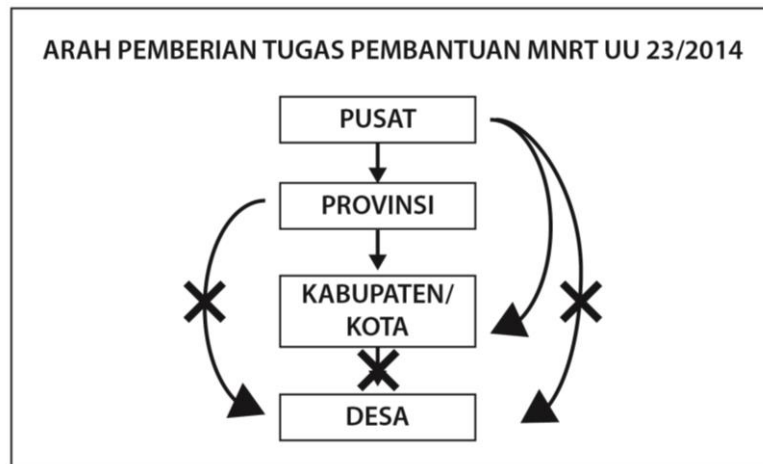 ARAH PEMBERIAN TUGAS PEMBANTUAN MNRT UU 23/2014
PUSAT
PROVINSI
KABUPATEN/
KOTA
DESA